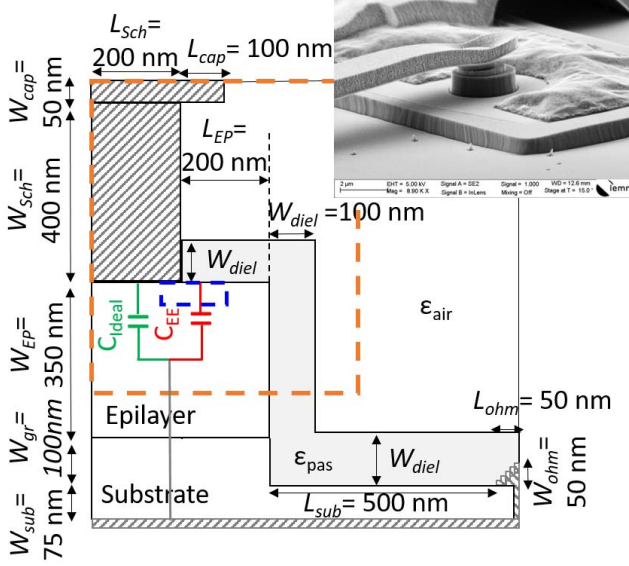 L_Sch=
200 nm
L_cap= 100 nm
W_cap=
50 nm
L_EP=
200 nm
W_Sch=
400 nm
W_diel =100 nm
W_diel
2 µm
EHT = 5.00 kV
Mag = 8.90 K X
Signal A = SE2
Signal B = InLens
Signal = 1.000
Mixing = Off
WD = 12.6 mm
Stage at T = 15.0 °
iemn
C_Ideal
C_EE
ε_air
W_EP=
350 nm
Epilayer
L_ohm= 50 nm
W_gr=
100nm
ε_pas
W_diel
W_ohm=
50 nm
Substrate
L_sub= 500 nm
W_sub=
75 nm